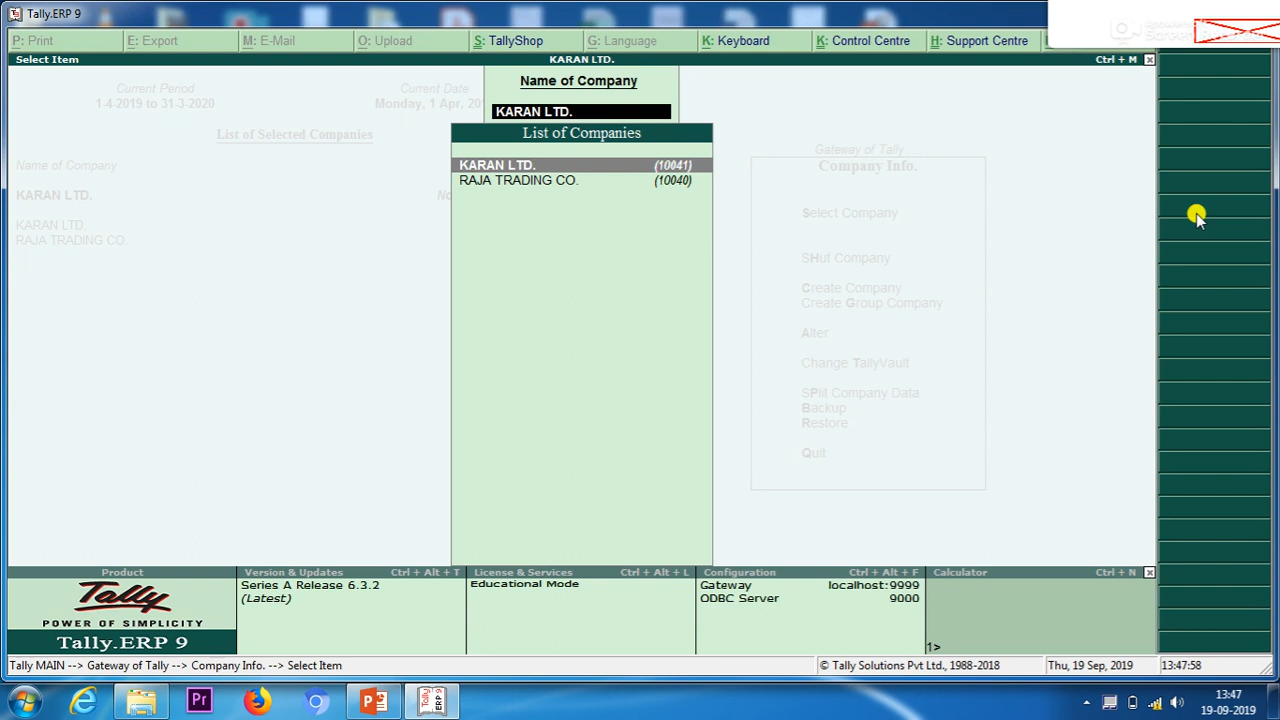 Tally.ERP 9
P: Print
E: Export
M: E-Mail
O: Upload
S: TallyShop
G: Language
K: Keyboard
K: Control Centre
H: Support Centre
Select Item
KARAN LTD.
Ctrl + M
Current Period
1-4-2019 to 31-3-2020
Current Date
Monday, 1 Apr, 20
List of Selected Companies
Name of Company
KARAN LTD.
No
KARAN LTD.
RAJA TRADING CO.
Name of Company
KARAN LTD.
List of Companies
KARAN LTD. (10041)
RAJA TRADING CO. (10040)
Gateway of Tally
Company Info.
Select Company
SHut Company
Create Company
Create Group Company
Alter
Change TallyVault
SPlit Company Data
Backup
Restore
Quit
Product
Tally
POWER OF SIMPLICITY
Tally.ERP 9
Version & Updates Ctrl + Alt + T
Series A Release 6.3.2
(Latest)
License & Services Ctrl + Alt + L
Educational Mode
Configuration Ctrl + Alt + F
Gateway localhost:9999
ODBC Server 9000
Calculator Ctrl + N
1>
Tally MAIN --> Gateway of Tally --> Company Info. --> Select Item
© Tally Solutions Pvt Ltd., 1988-2018
Thu, 19 Sep, 2019
13:47:58
Pr
Tally ERP 9
13:47
19-09-2019